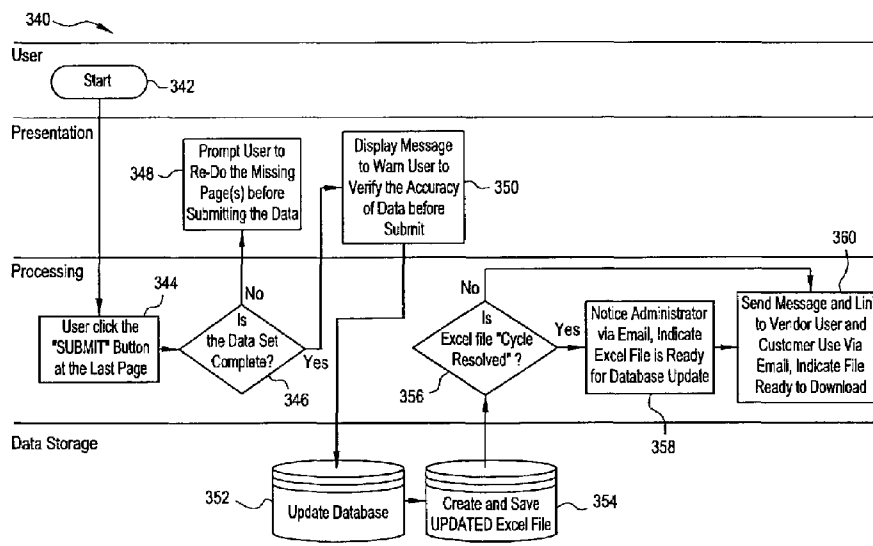 340
User
Start
342
Presentation
348
Prompt User to
Re-Do the Missing
Page(s) before
Submitting the Data
Display Message
to Warn User to
Verify the Accuracy
of Data before
Submit
350
Processing
344
User click the
"SUBMIT" Button
at the Last Page
No
Is
the Data Set
Complete?
Yes
346
No
Is
Excel file "Cycle
Resolved" ?
Yes
356
Notice Administrator
via Email, Indicate
Excel File is Ready
for Database Update
358
360
Send Message and Link
to Vendor User and
Customer Use Via
Email, Indicate File
Ready to Download
Data Storage
352
Update Database
Create and Save
UPDATED Excel File
354